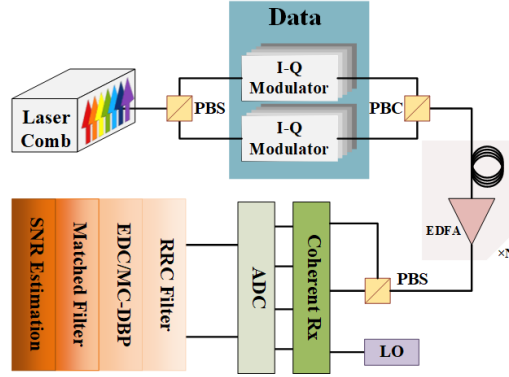 Data
I-Q
Modulator
Laser
Comb
PBS
PBC
I-Q
Modulator
EDFA
×N
SNR Estimation
Matched Filter
EDC/MC-DBP
RRC Filter
ADC
Coherent Rx
PBS
LO